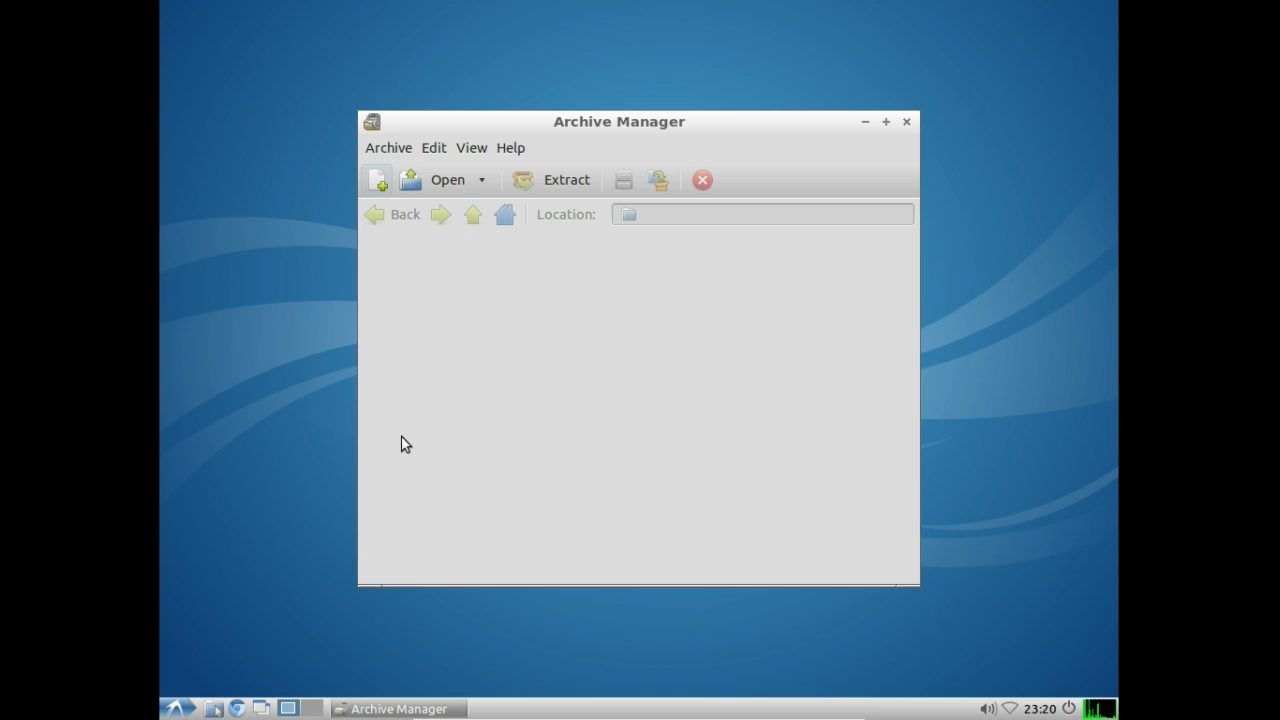 Archive Manager
Archive Edit View Help
Open Extract
Back Location:
Archive Manager 23:20